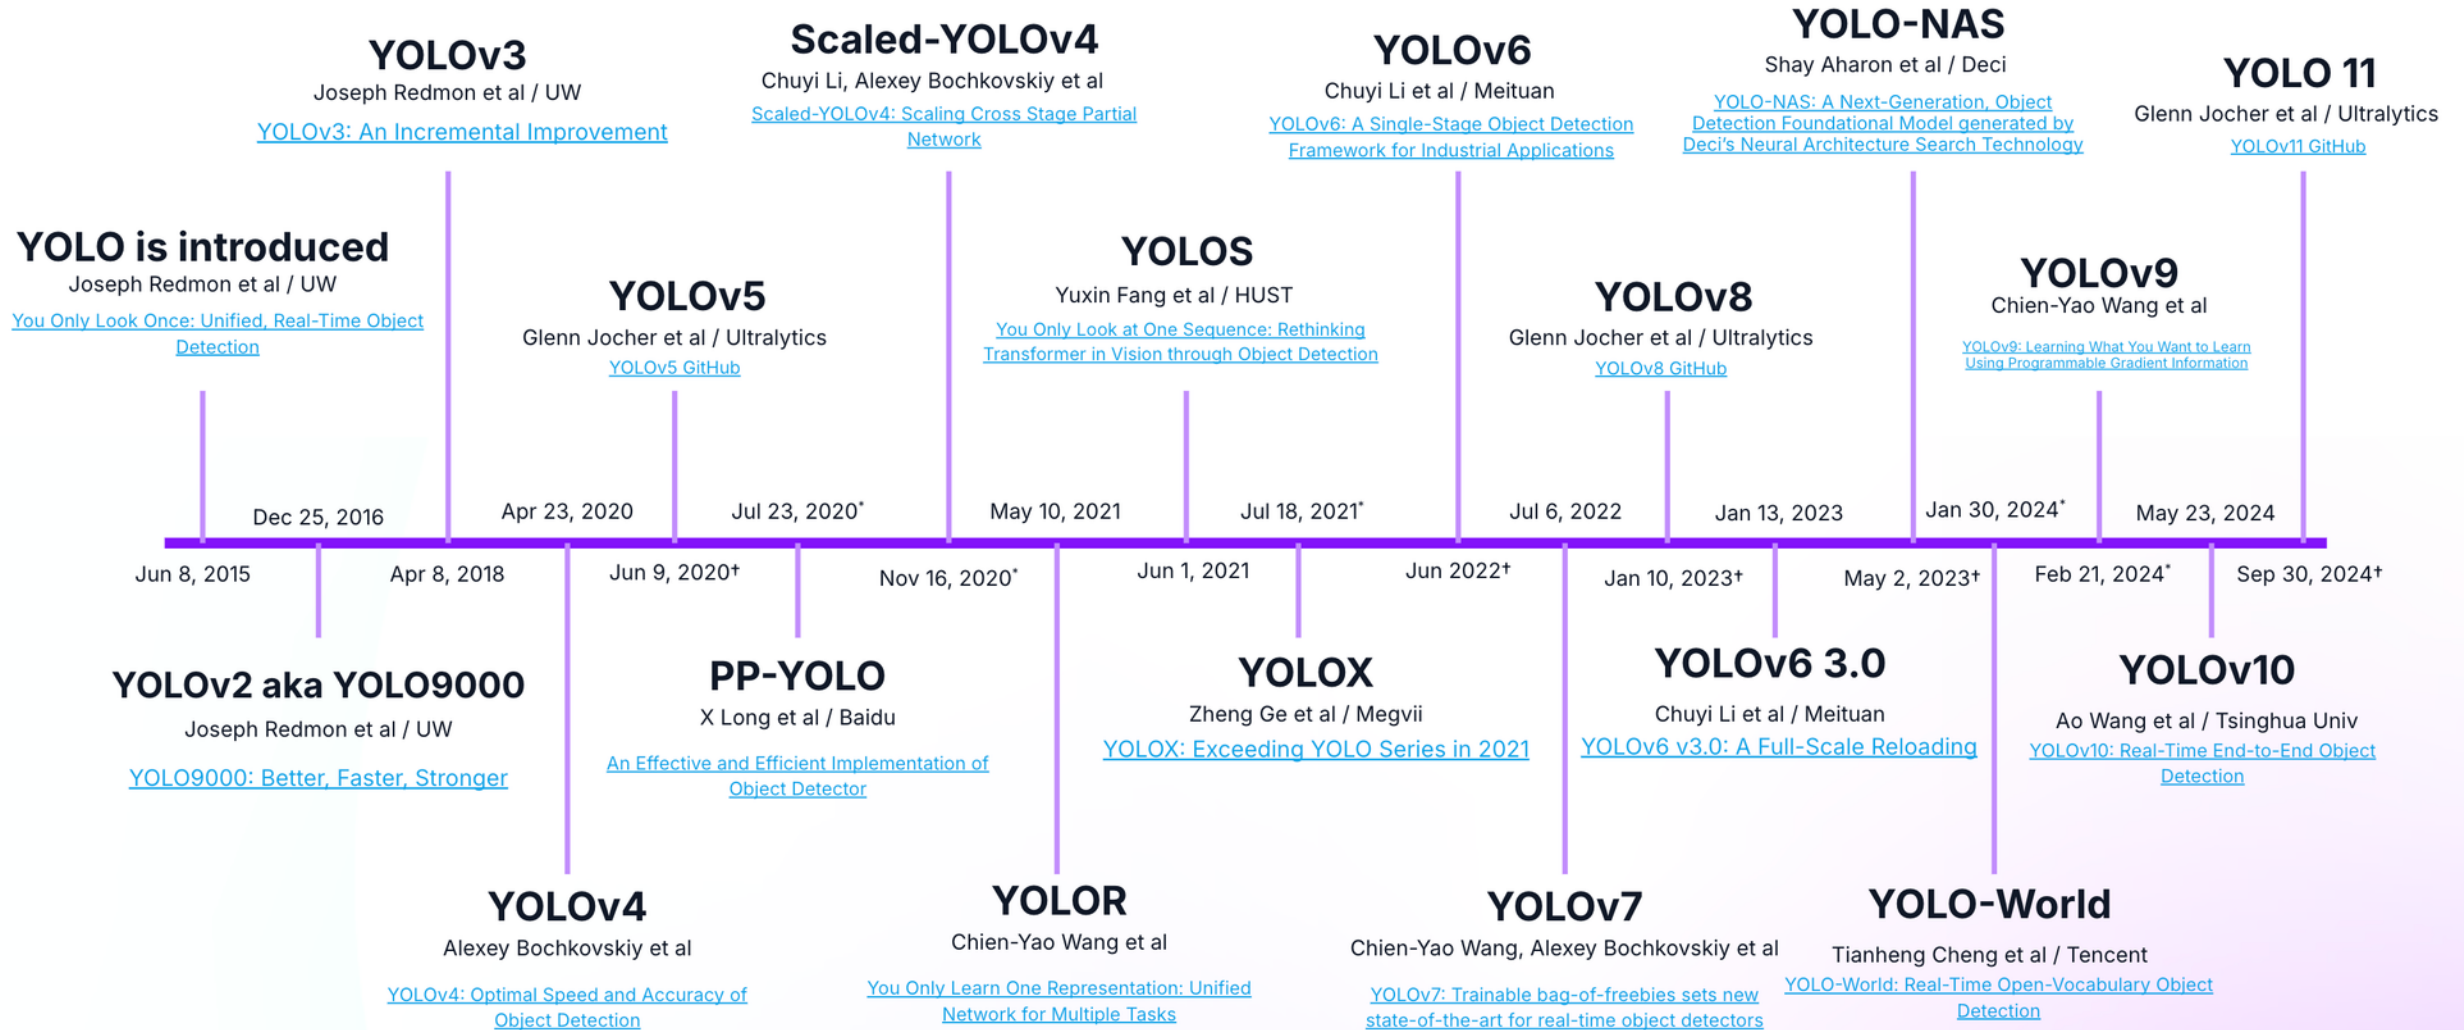 YOLOv3
Joseph Redmon et al / UW
YOLOv3: An Incremental Improvement
Scaled-YOLOv4
Chuyi Li, Alexey Bochkovskiy et al
Scaled-YOLOv4: Scaling Cross Stage Partial
Network
YOLOv6
Chuyi Li et al / Meituan
YOLOv6: A Single-Stage Object Detection
Framework for Industrial Applications
YOLO-NAS
Shay Aharon et al / Deci
YOLO-NAS: A Next-Generation, Object
Detection Foundational Model generated by
Deci's Neural Architecture Search Technology
YOLO 11
Glenn Jocher et al / Ultralytics
YOLOv11 GitHub
YOLO is introduced
Joseph Redmon et al / UW
You Only Look Once: Unified, Real-Time Object
Detection
YOLOv5
Glenn Jocher et al / Ultralytics
YOLOv5 GitHub
YOLOS
Yuxin Fang et al / HUST
You Only Look at One Sequence: Rethinking
Transformer in Vision through Object Detection
YOLOv8
Glenn Jocher et al / Ultralytics
YOLOv8 GitHub
YOLOv9
Chien-Yao Wang et al
YOLOv9: Learning What You Want to Learn
Using Programmable Gradient Information
Dec 25, 2016
Apr 23, 2020
Jul 23, 2020*
May 10, 2021
Jul 18, 2021*
Jul 6, 2022
Jan 13, 2023
Jan 30, 2024*
May 23, 2024
Jun 8, 2015
Apr 8, 2018
Jun 9, 2020†
Nov 16, 2020*
Jun 1, 2021
Jun 2022†
Jan 10, 2023†
May 2, 2023†
Feb 21, 2024*
Sep 30, 2024†
YOLOv2 aka YOLO9000
Joseph Redmon et al / UW
YOLO9000: Better, Faster, Stronger
PP-YOLO
X Long et al / Baidu
An Effective and Efficient Implementation of
Object Detector
YOLOX
Zheng Ge et al / Megvii
YOLOX: Exceeding YOLO Series in 2021
YOLOv6 3.0
Chuyi Li et al / Meituan
YOLOv6 v3.0: A Full-Scale Reloading
YOLOv10
Ao Wang et al / Tsinghua Univ
YOLOv10: Real-Time End-to-End Object
Detection
YOLOv4
Alexey Bochkovskiy et al
YOLOv4: Optimal Speed and Accuracy of
Object Detection
YOLOR
Chien-Yao Wang et al
You Only Learn One Representation: Unified
Network for Multiple Tasks
YOLOv7
Chien-Yao Wang, Alexey Bochkovskiy et al
YOLOv7: Trainable bag-of-freebies sets new
state-of-the-art for real-time object detectors
YOLO-World
Tianheng Cheng et al / Tencent
YOLO-World: Real-Time Open-Vocabulary Object
Detection